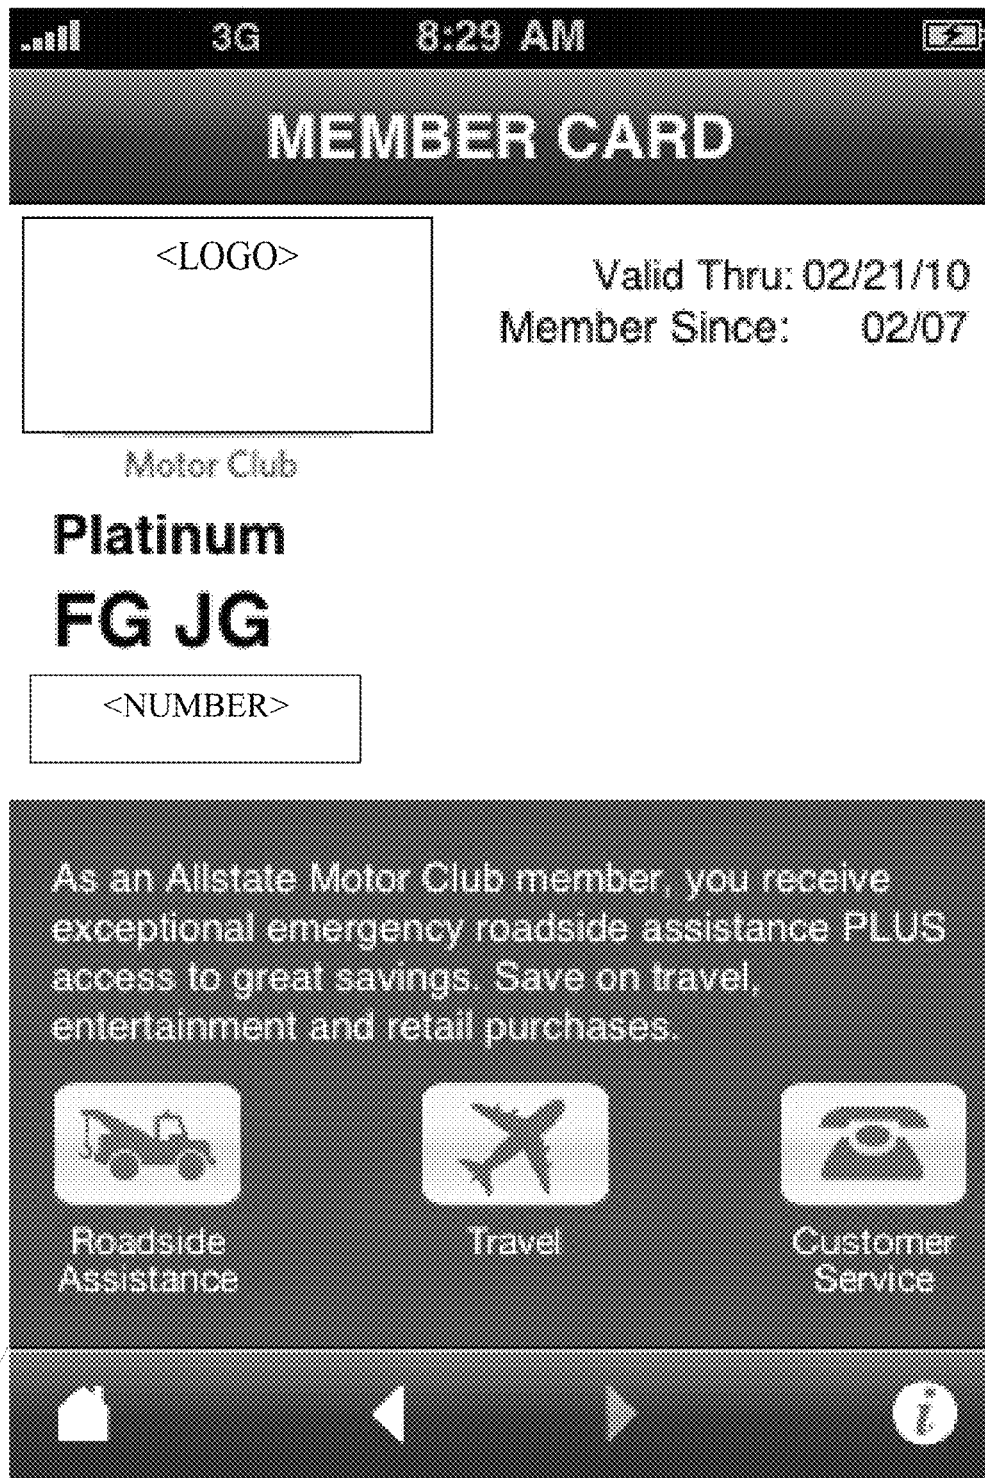 3G 8:29 AM
MEMBER CARD
<LOGO>
Valid Thru: 02/21/10
Member Since: 02/07
Motor Club
Platinum
FG JG
<NUMBER>
As an Allstate Motor Club member, you receive
exceptional emergency roadside assistance PLUS
access to great savings. Save on travel,
entertainment and retail purchases.
Roadside
Assistance
Travel
Customer
Service
i